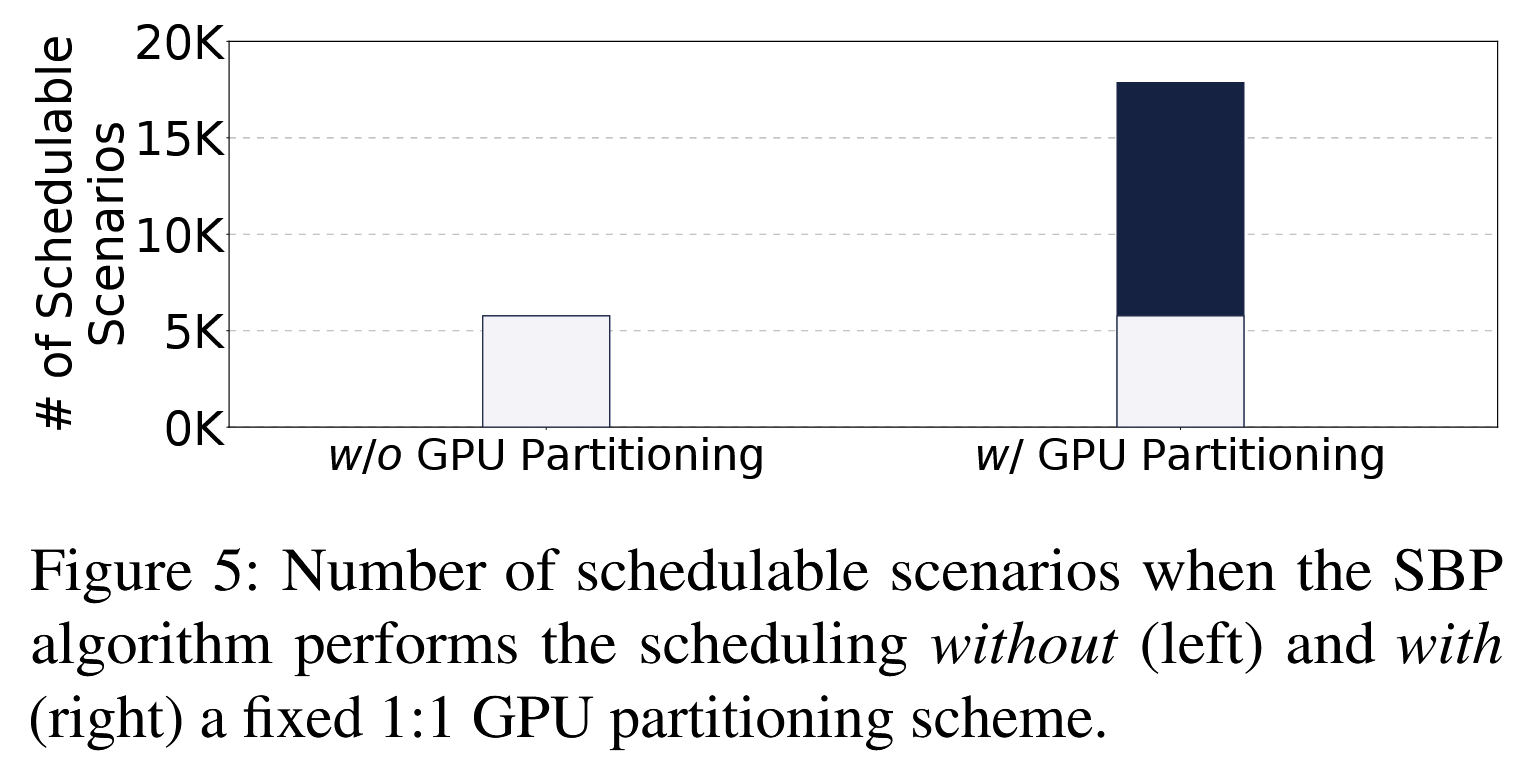 # of Schedulable
Scenarios
20K
15K
10K
5K
0K
w/o GPU Partitioning
w/ GPU Partitioning
Figure 5: Number of schedulable scenarios when the SBP
algorithm performs the scheduling without (left) and with
(right) a fixed 1:1 GPU partitioning scheme.